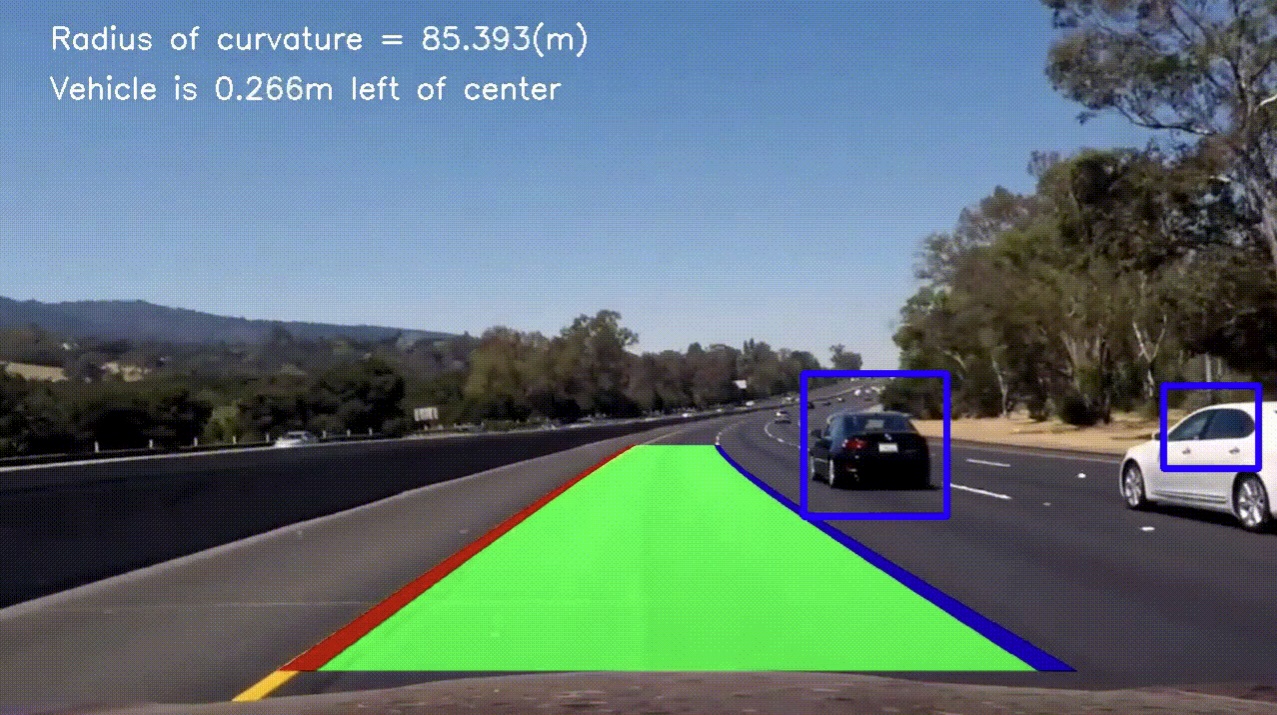 Radius of curvature = 85.393(m)
Vehicle is 0.266m left of center